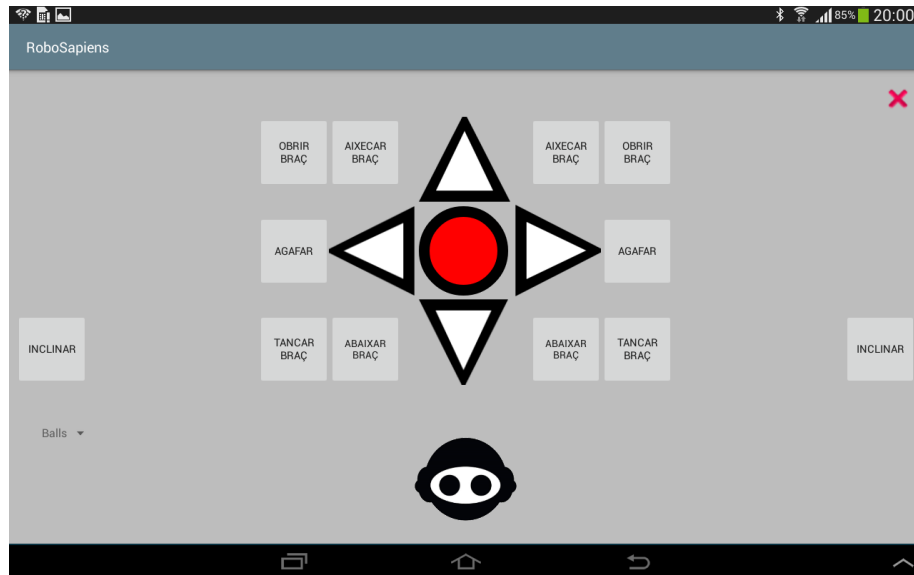 85% 20:00
RoboSapiens
OBRIR
BRAÇ
AIXECAR
BRAÇ
AIXECAR
BRAÇ
OBRIR
BRAÇ
AGAFAR
AGAFAR
INCLINAR
TANCAR
BRAÇ
ABAIXAR
BRAÇ
ABAIXAR
BRAÇ
TANCAR
BRAÇ
INCLINAR
Balls